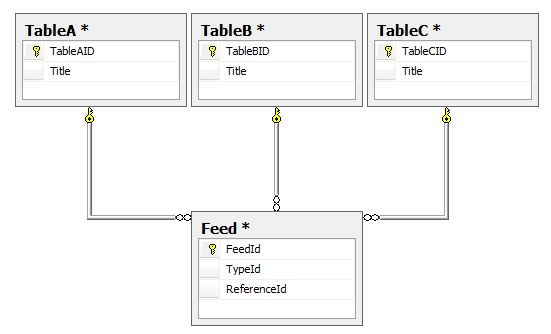 TableA *
TableAID
Title
TableB *
TableBID
Title
TableC *
TableCID
Title
Feed *
FeedId
TypeId
ReferenceId